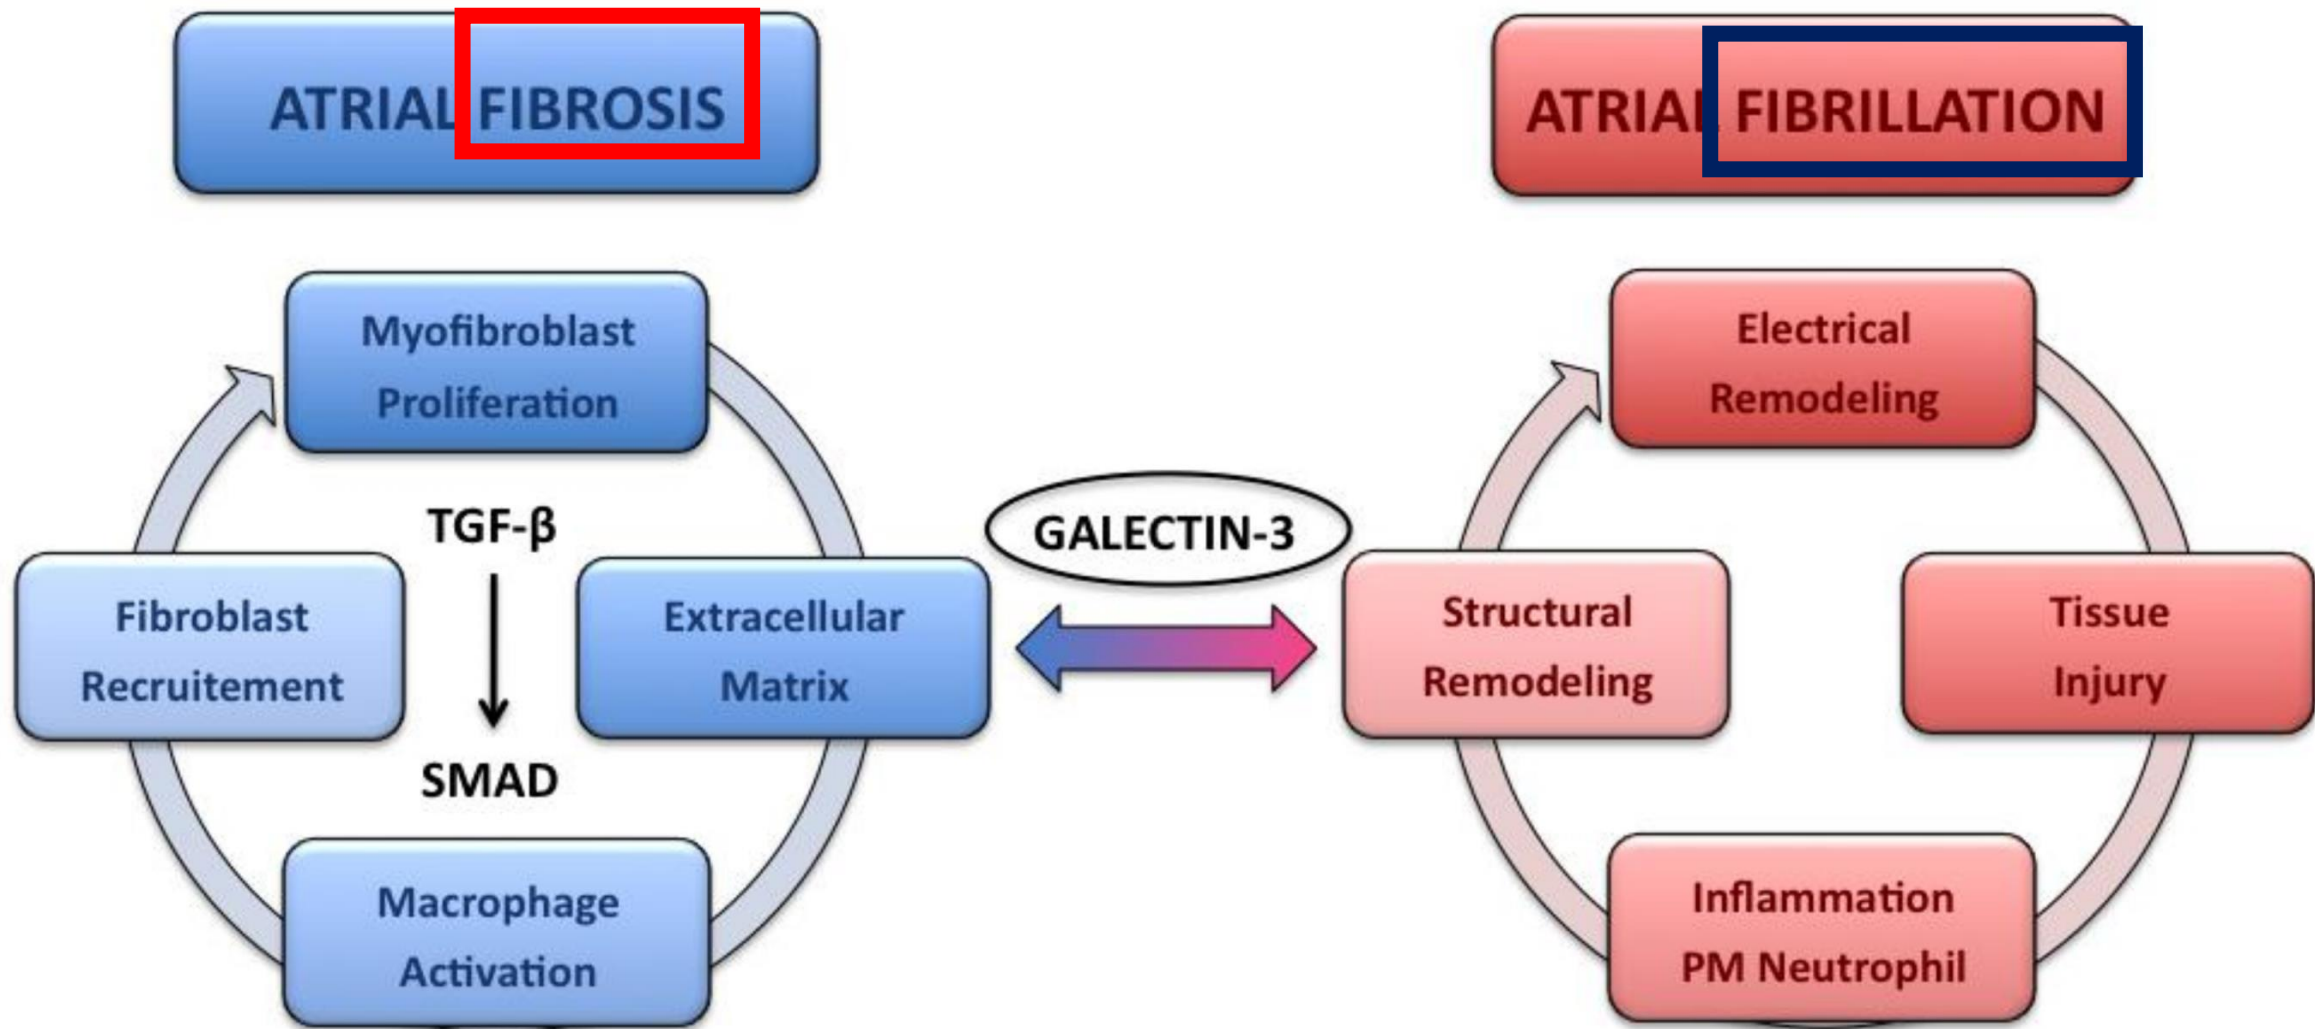 ATRIAL FIBROSIS
ATRIAL FIBRILLATION
Myofibroblast
Proliferation
TGF-β
Fibroblast
Recruitement
Extracellular
Matrix
SMAD
Macrophage
Activation
GALECTIN-3
Electrical
Remodeling
Structural
Remodeling
Tissue
Injury
Inflammation
PM Neutrophil